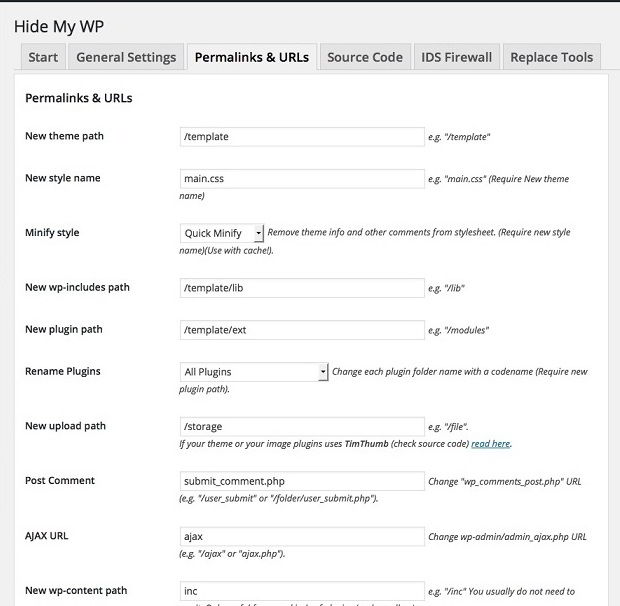 Hide My WP
Start General Settings Permalinks & URLs Source Code IDS Firewall Replace Tools
Permalinks & URLs
New theme path /template e.g. "/template"
New style name main.css e.g. "main.css" (Require New theme
name)
Minify style Quick Minify Remove theme info and other comments from stylesheet. (Require new style
name)(Use with cache!).
New wp-includes path /template/lib e.g. "/lib"
New plugin path /template/ext e.g. "/modules"
Rename Plugins All Plugins Change each plugin folder name with a codename (Require new
plugin path).
New upload path /storage e.g. "/file".
If your theme or your image plugins uses TimThumb (check source code) read here.
Post Comment submit_comment.php Change "wp_comments_post.php" URL
(e.g. "/user_submit" or "/folder/user_submit.php").
AJAX URL ajax Change wp-admin/admin_ajax.php URL
(e.g. "/ajax" or "ajax.php").
New wp-content path inc e.g. "/inc" You usually do not need to